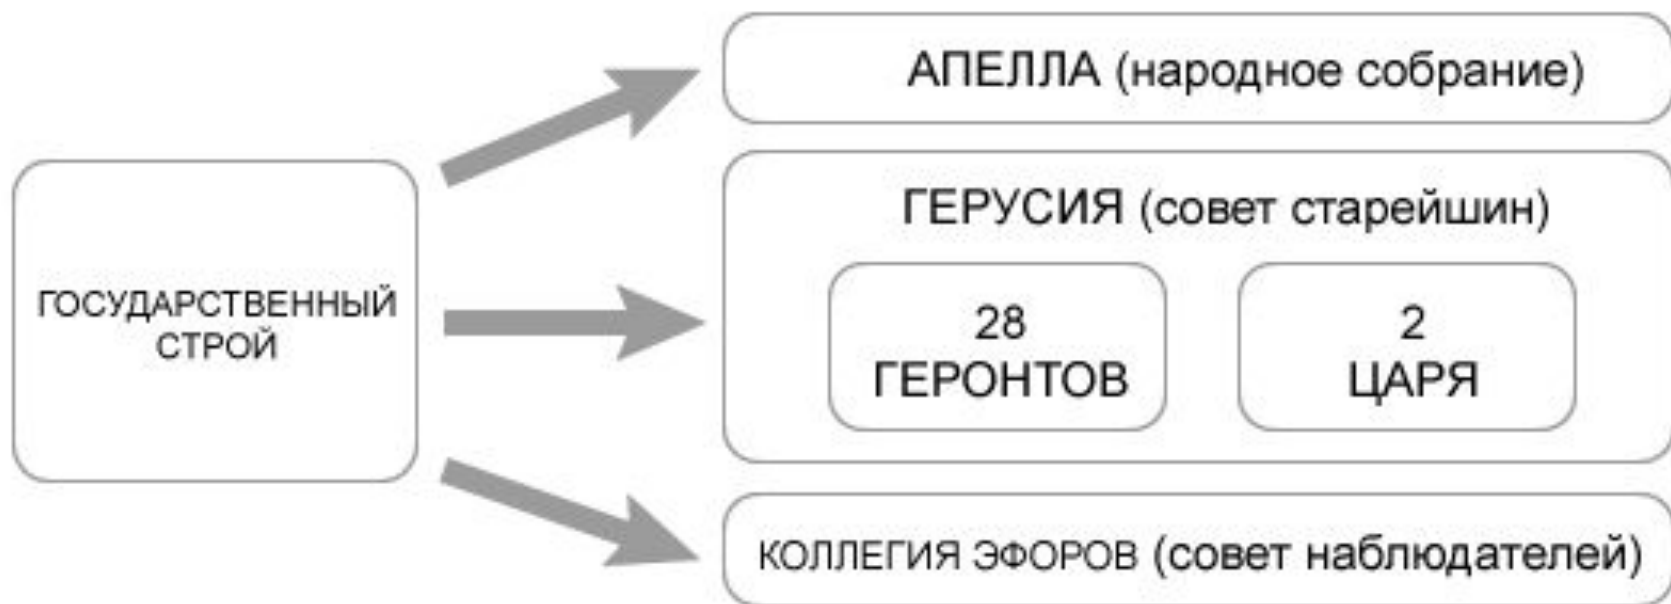 ГОСУДАРСТВЕННЫЙ
СТРОЙ
АПЕЛЛА (народное собрание)
ГЕРУСИЯ (совет старейшин)
28
ГЕРОНТОВ
2
ЦАРЯ
КОЛЛЕГИЯ ЭФОРОВ (совет наблюдателей)